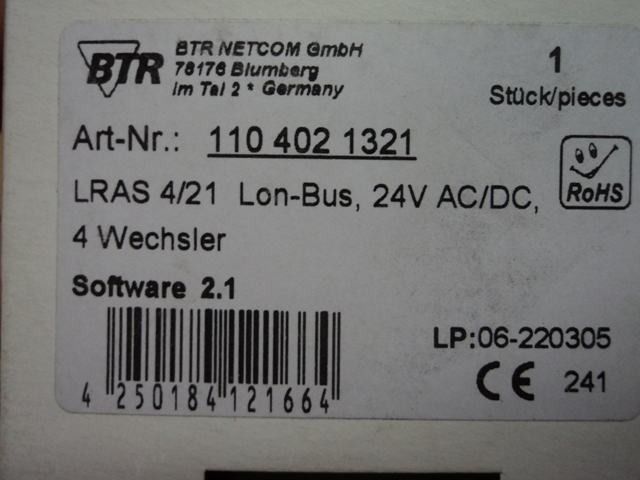 BTR
BTR NETCOM GmbH
78176 Blumberg
Im Tal 2 * Germany
1
Stück/pieces
Art-Nr.: 110 402 1321
LRAS 4/21 Lon-Bus, 24V AC/DC,
4 Wechsler
RoHS
Software 2.1
LP:06-220305
CE 241
4 250184 121664